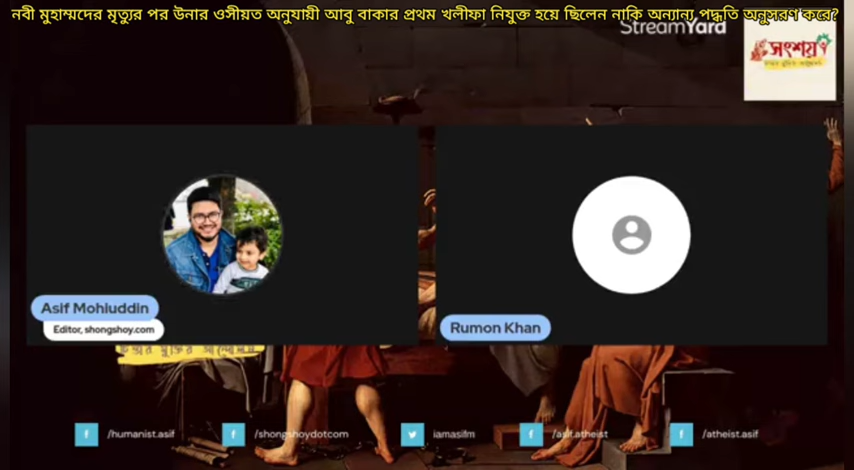 নবী মুহাম্মদের মৃত্যুর পর উনার ওসীয়ত অনুযায়ী আবু বাকার প্রথম খলীফা নিযুক্ত হয়ে ছিলেন নাকি অন্যান্য পদ্ধতি অনুসরণ করে?
StreamYard
সংশয়
Asif Mohiuddin
Editor, shongshoy.com
Rumon Khan
/humanist.asif
/shongshoydotcom
iamasifm
/asif.atheist
/atheist.asif